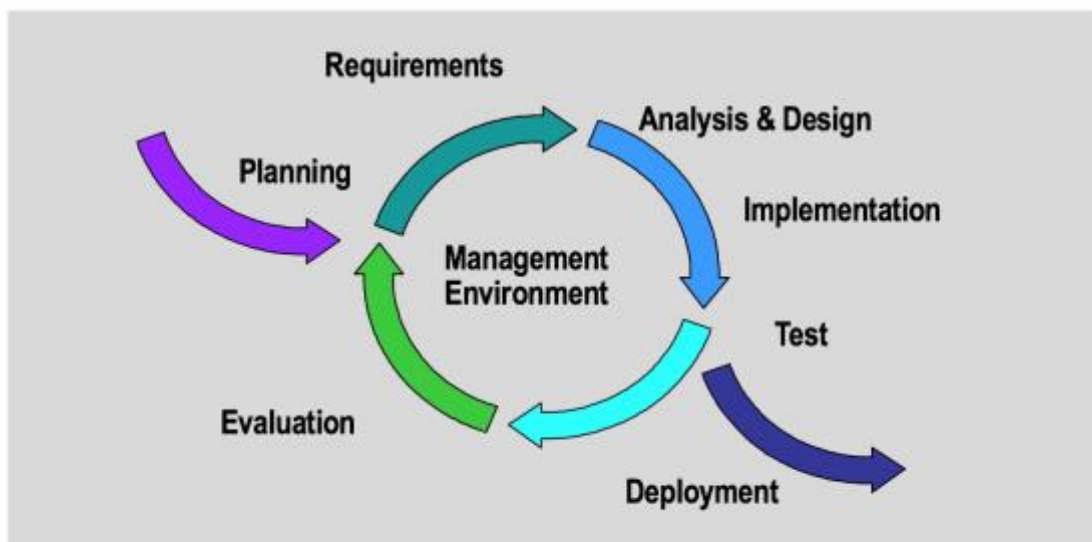 Requirements
Analysis & Design
Planning
Implementation
Management
Environment
Test
Evaluation
Deployment